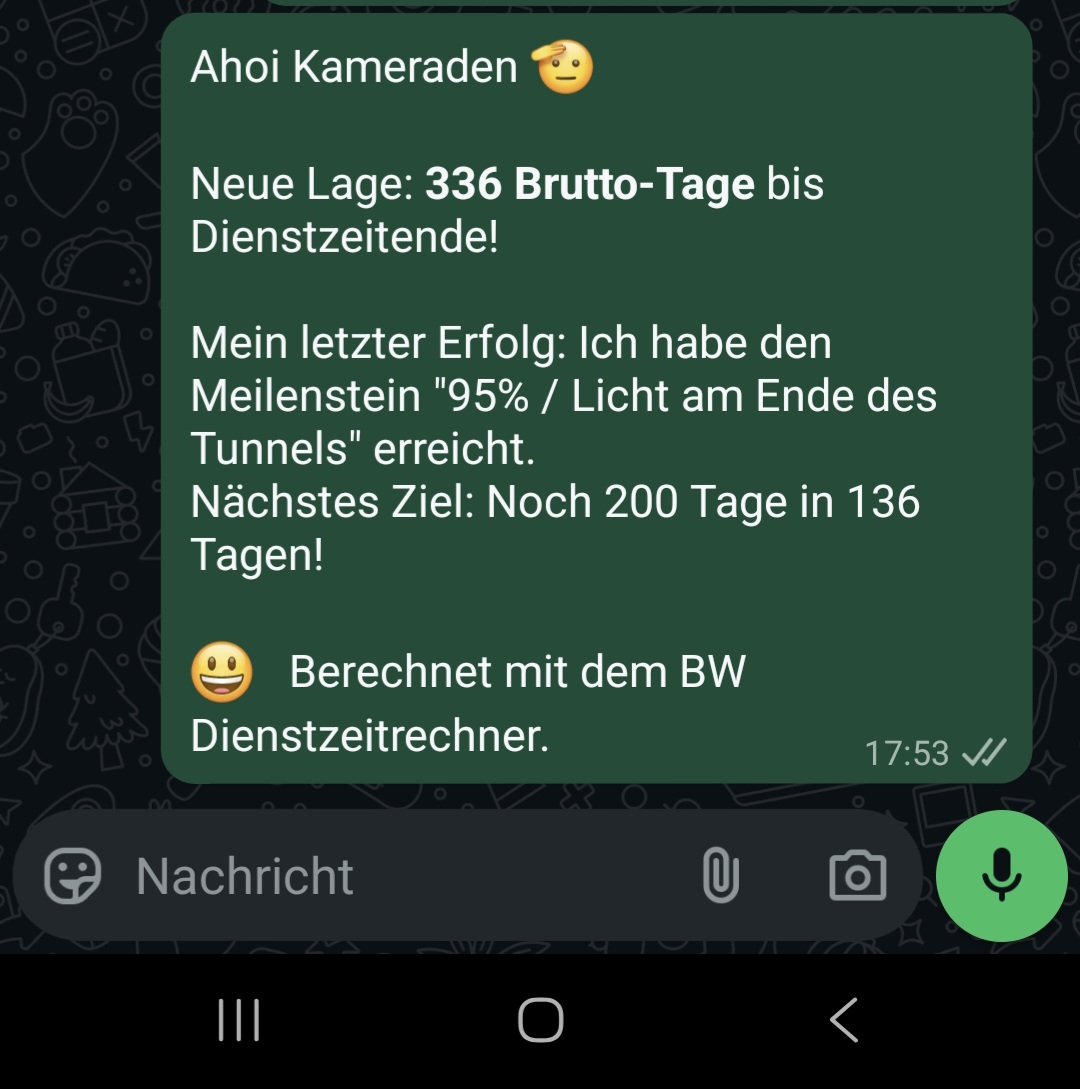 Ahoi Kameraden 🫡
Neue Lage: 336 Brutto-Tage bis
Dienstzeitende!
Mein letzter Erfolg: Ich habe den
Meilenstein "95% / Licht am Ende des
Tunnels" erreicht.
Nächstes Ziel: Noch 200 Tage in 136
Tagen!
😃 Berechnet mit dem BW
Dienstzeitrechner.
17:53
Nachricht